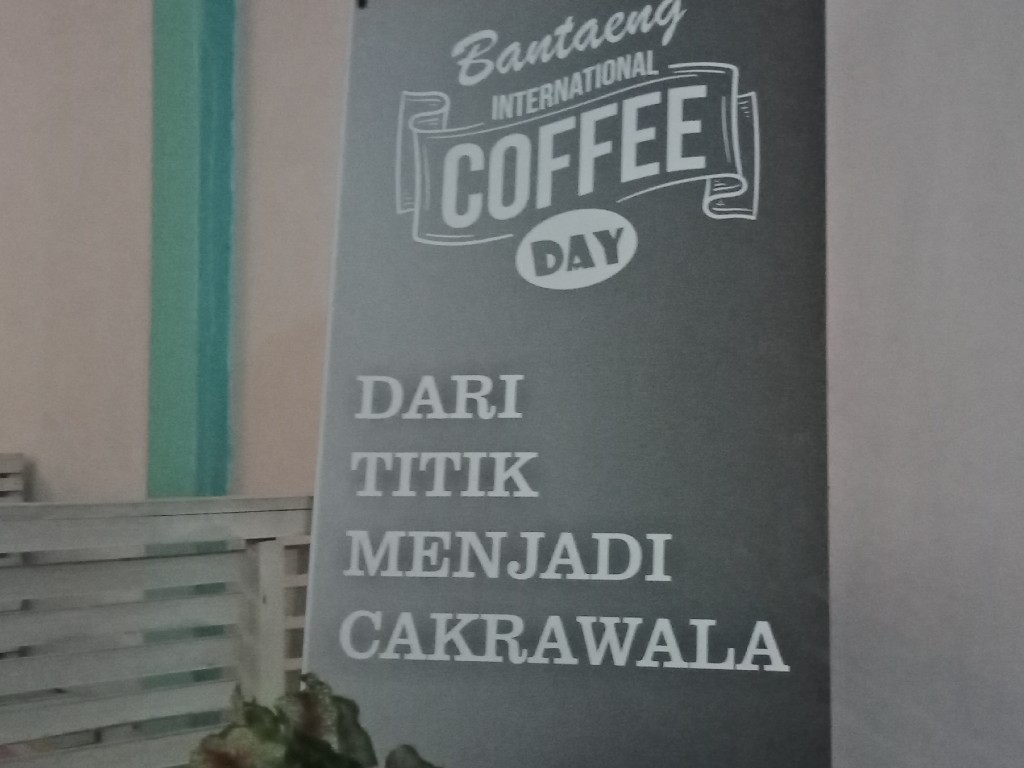 Bantaeng
INTERNATIONAL
COFFEE
DAY
DARI
TITIK
MENJADI
CAKRAWALA